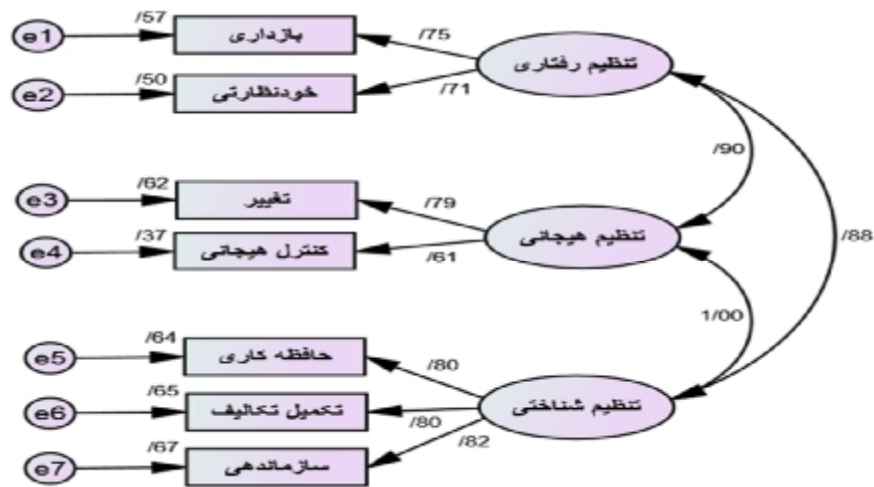 e1
/57
بازداری
/75
تنظیم رفتاری
e2
/50
خودنظارتی
/71
/90
e3
/62
تغییر
/79
تنظیم هیجانی
e4
/37
کنترل هیجانی
/61
/88
1/00
e5
/64
حافظه کاری
/80
e6
/65
تکمیل تکالیف
/80
تنظیم شناختی
e7
/67
سازماندهی
/82